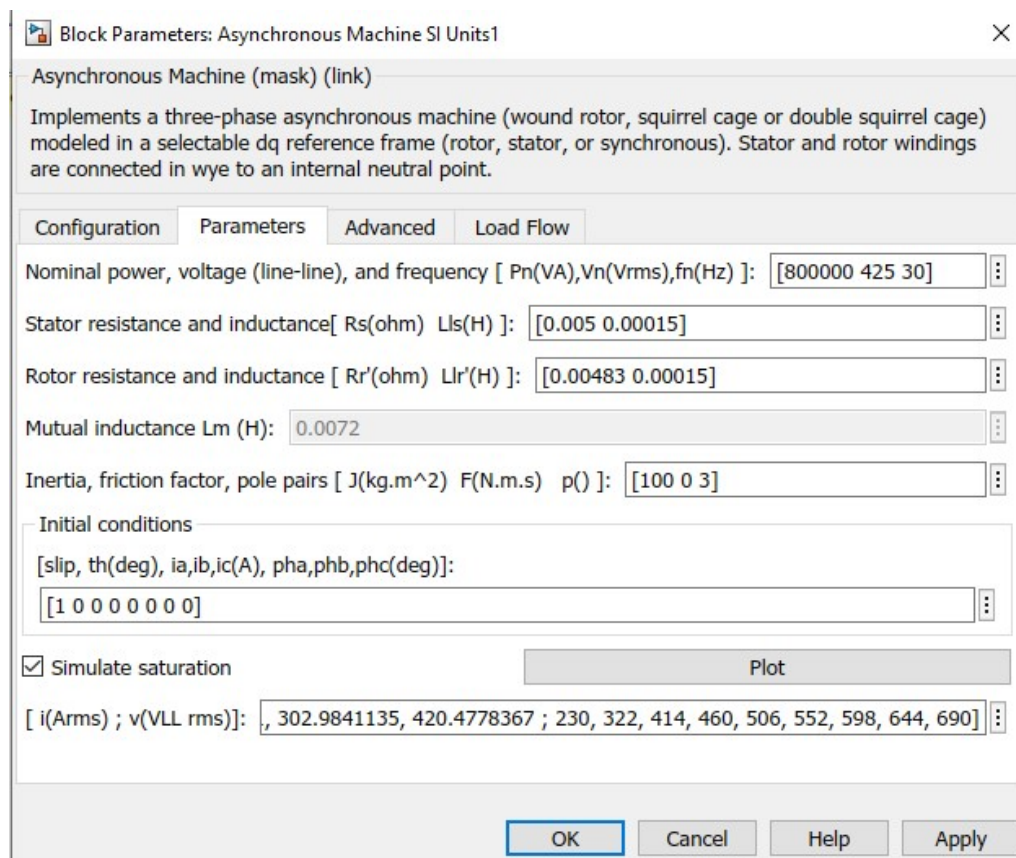 Block Parameters: Asynchronous Machine SI Units1
Asynchronous Machine (mask) (link)
Implements a three-phase asynchronous machine (wound rotor, squirrel cage or double squirrel cage)
modeled in a selectable dq reference frame (rotor, stator, or synchronous). Stator and rotor windings
are connected in wye to an internal neutral point.
Configuration Parameters Advanced Load Flow
Nominal power, voltage (line-line), and frequency [ Pn(VA),Vn(Vrms),fn(Hz) ]: [800000 425 30]
Stator resistance and inductance[ Rs(ohm) Lls(H) ]: [0.005 0.00015]
Rotor resistance and inductance [ Rr'(ohm) Llr'(H) ]: [0.00483 0.00015]
Mutual inductance Lm (H): 0.0072
Inertia, friction factor, pole pairs [ J(kg.m^2) F(N.m.s) p() ]: [100 0 3]
Initial conditions
[slip, th(deg), ia,ib,ic(A), pha,phb,phc(deg)]:
[1 0 0 0 0 0 0 0]
Simulate saturation Plot
[ i(Arms) ; v(VLL rms)]: ., 302.9841135, 420.4778367 ; 230, 322, 414, 460, 506, 552, 598, 644, 690]
OK Cancel Help Apply